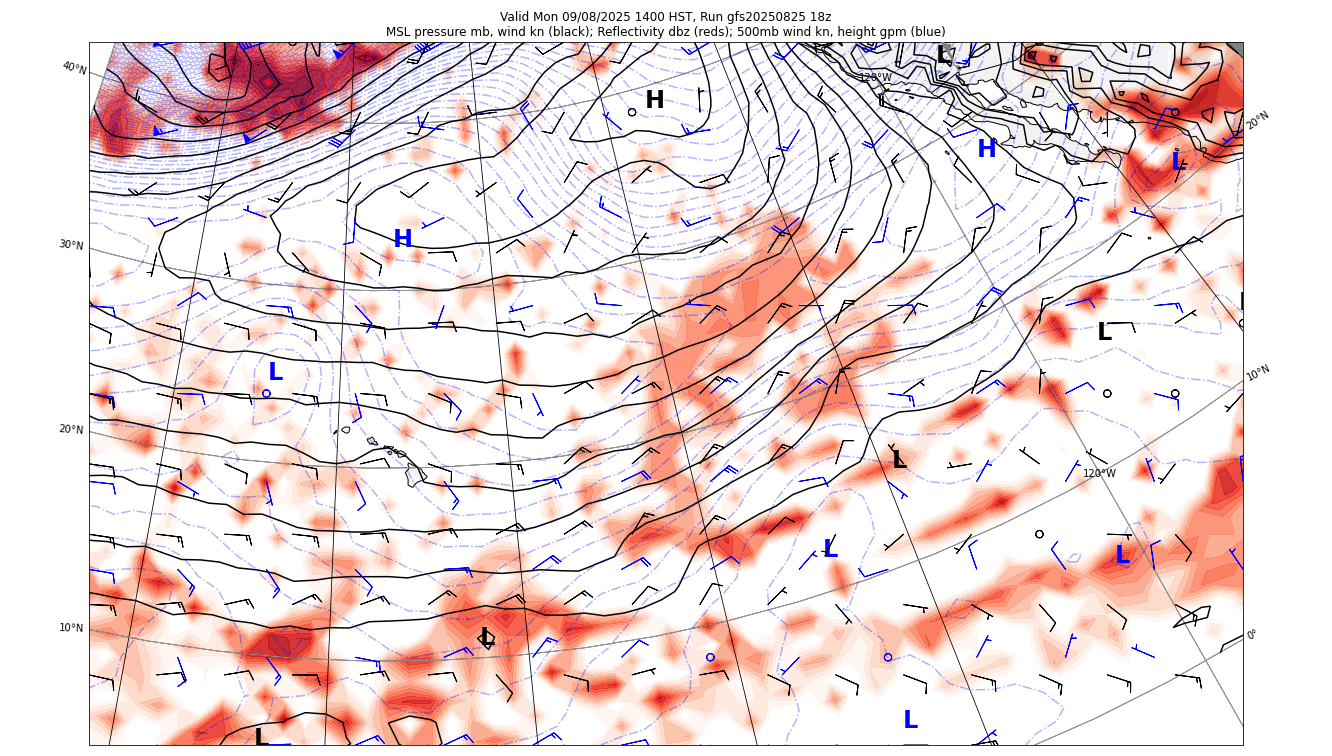 Valid Mon 09/08/2025 1400 HST, Run gfs20250825 18z
MSL pressure mb, wind kn (black); Reflectivity dbz (reds); 500mb wind kn, height gpm (blue)
L
40°N
120°W
H
20°N
H
L
H
30°N
L
L
10°N
20°N
L
120°W
L
L
10°N
L
0°
L
L